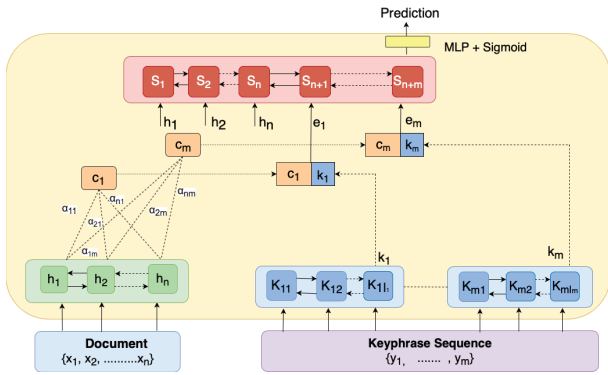 Prediction
MLP + Sigmoid
S₁ S₂ Sₙ Sₙ₊₁ Sₙ₊ₘ
h₁ h₂ hₙ e₁ eₘ
cₘ cₘ kₘ
c₁ c₁ k₁
α₁₁ α₂₁ αₙ₁ α₂ₘ αₙₘ
α₁ₘ
k₁ kₘ
h₁ h₂ hₙ K₁₁ K₁₂ K₁l₁ Kₘ₁ Kₘ₂ Kₘlₘ
Document Keyphrase Sequence
{x₁, x₂, ..........xₙ} {y₁, ....... , yₘ}